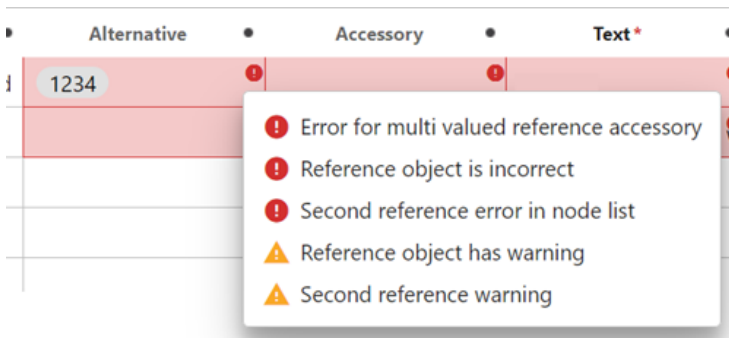 Alternative Accessory Text *
1234
Error for multi valued reference accessory
Reference object is incorrect
Second reference error in node list
Reference object has warning
Second reference warning